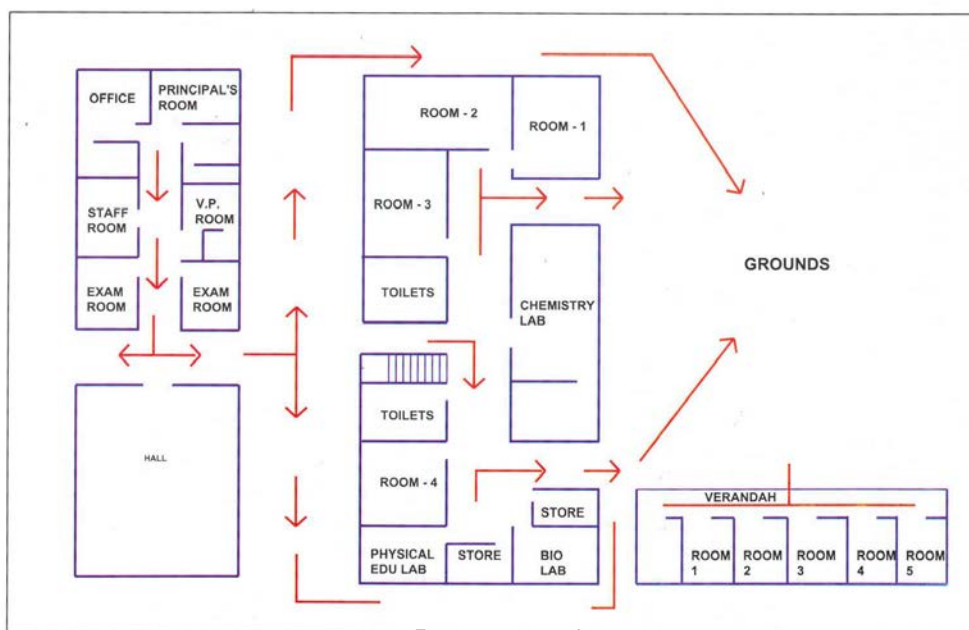 OFFICE
PRINCIPAL'S
ROOM
STAFF
ROOM
V.P.
ROOM
EXAM
ROOM
EXAM
ROOM
HALL
ROOM - 2
ROOM - 1
ROOM - 3
TOILETS
CHEMISTRY
LAB
TOILETS
ROOM - 4
PHYSICAL
EDU LAB
STORE
STORE
BIO
LAB
GROUNDS
VERANDAH
ROOM
1
ROOM
2
ROOM
3
ROOM
4
ROOM
5